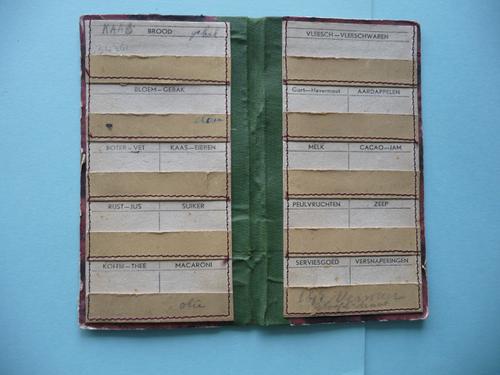 KAAS BROOD gebak
BLOEM—GEBAK
BOTER—VET KAAS—EIEREN
RIJST—JUS SUIKER
KOFFIE—THEE MACARONI
olie
VLEESCH—VLEESCHWAREN
Gort—Havermout AARDAPPELEN
MELK CACAO—JAM
PEULVRUCHTEN ZEEP
SERVIESGOED VERSNAPERINGEN